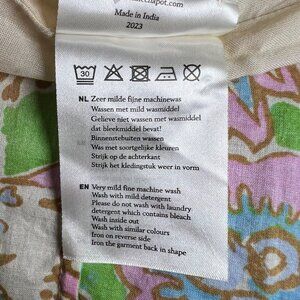 Made in India
2023
30
NL Zeer milde fijne machinewas
Wassen met mild wasmiddel
Gelieve niet wassen met wasmiddel
dat bleekmiddel bevat!
Binnenstebuiten wassen
Was met soortgelijke kleuren
Strijk op de achterkant
Strijk het kledingstuk weer in vorm
EN Very mild fine machine wash
Wash with mild detergent
Please do not wash with laundry
detergent which contains bleach
Wash inside out
Wash with similar colours
Iron on reverse side
Iron the garment back in shape